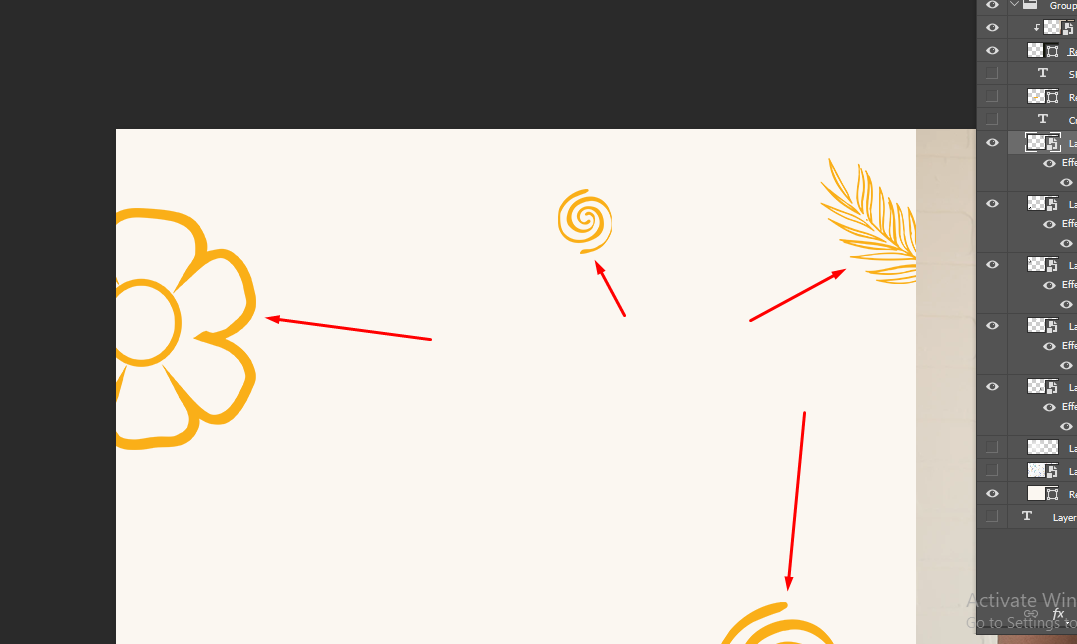 Group
Re
T
Sl
Re
T
Co
La
Effe
La
Effe
La
Effe
La
Effe
La
Effe
La
La
Re
T
Layer
Activate Win
fx
Go to Settings to